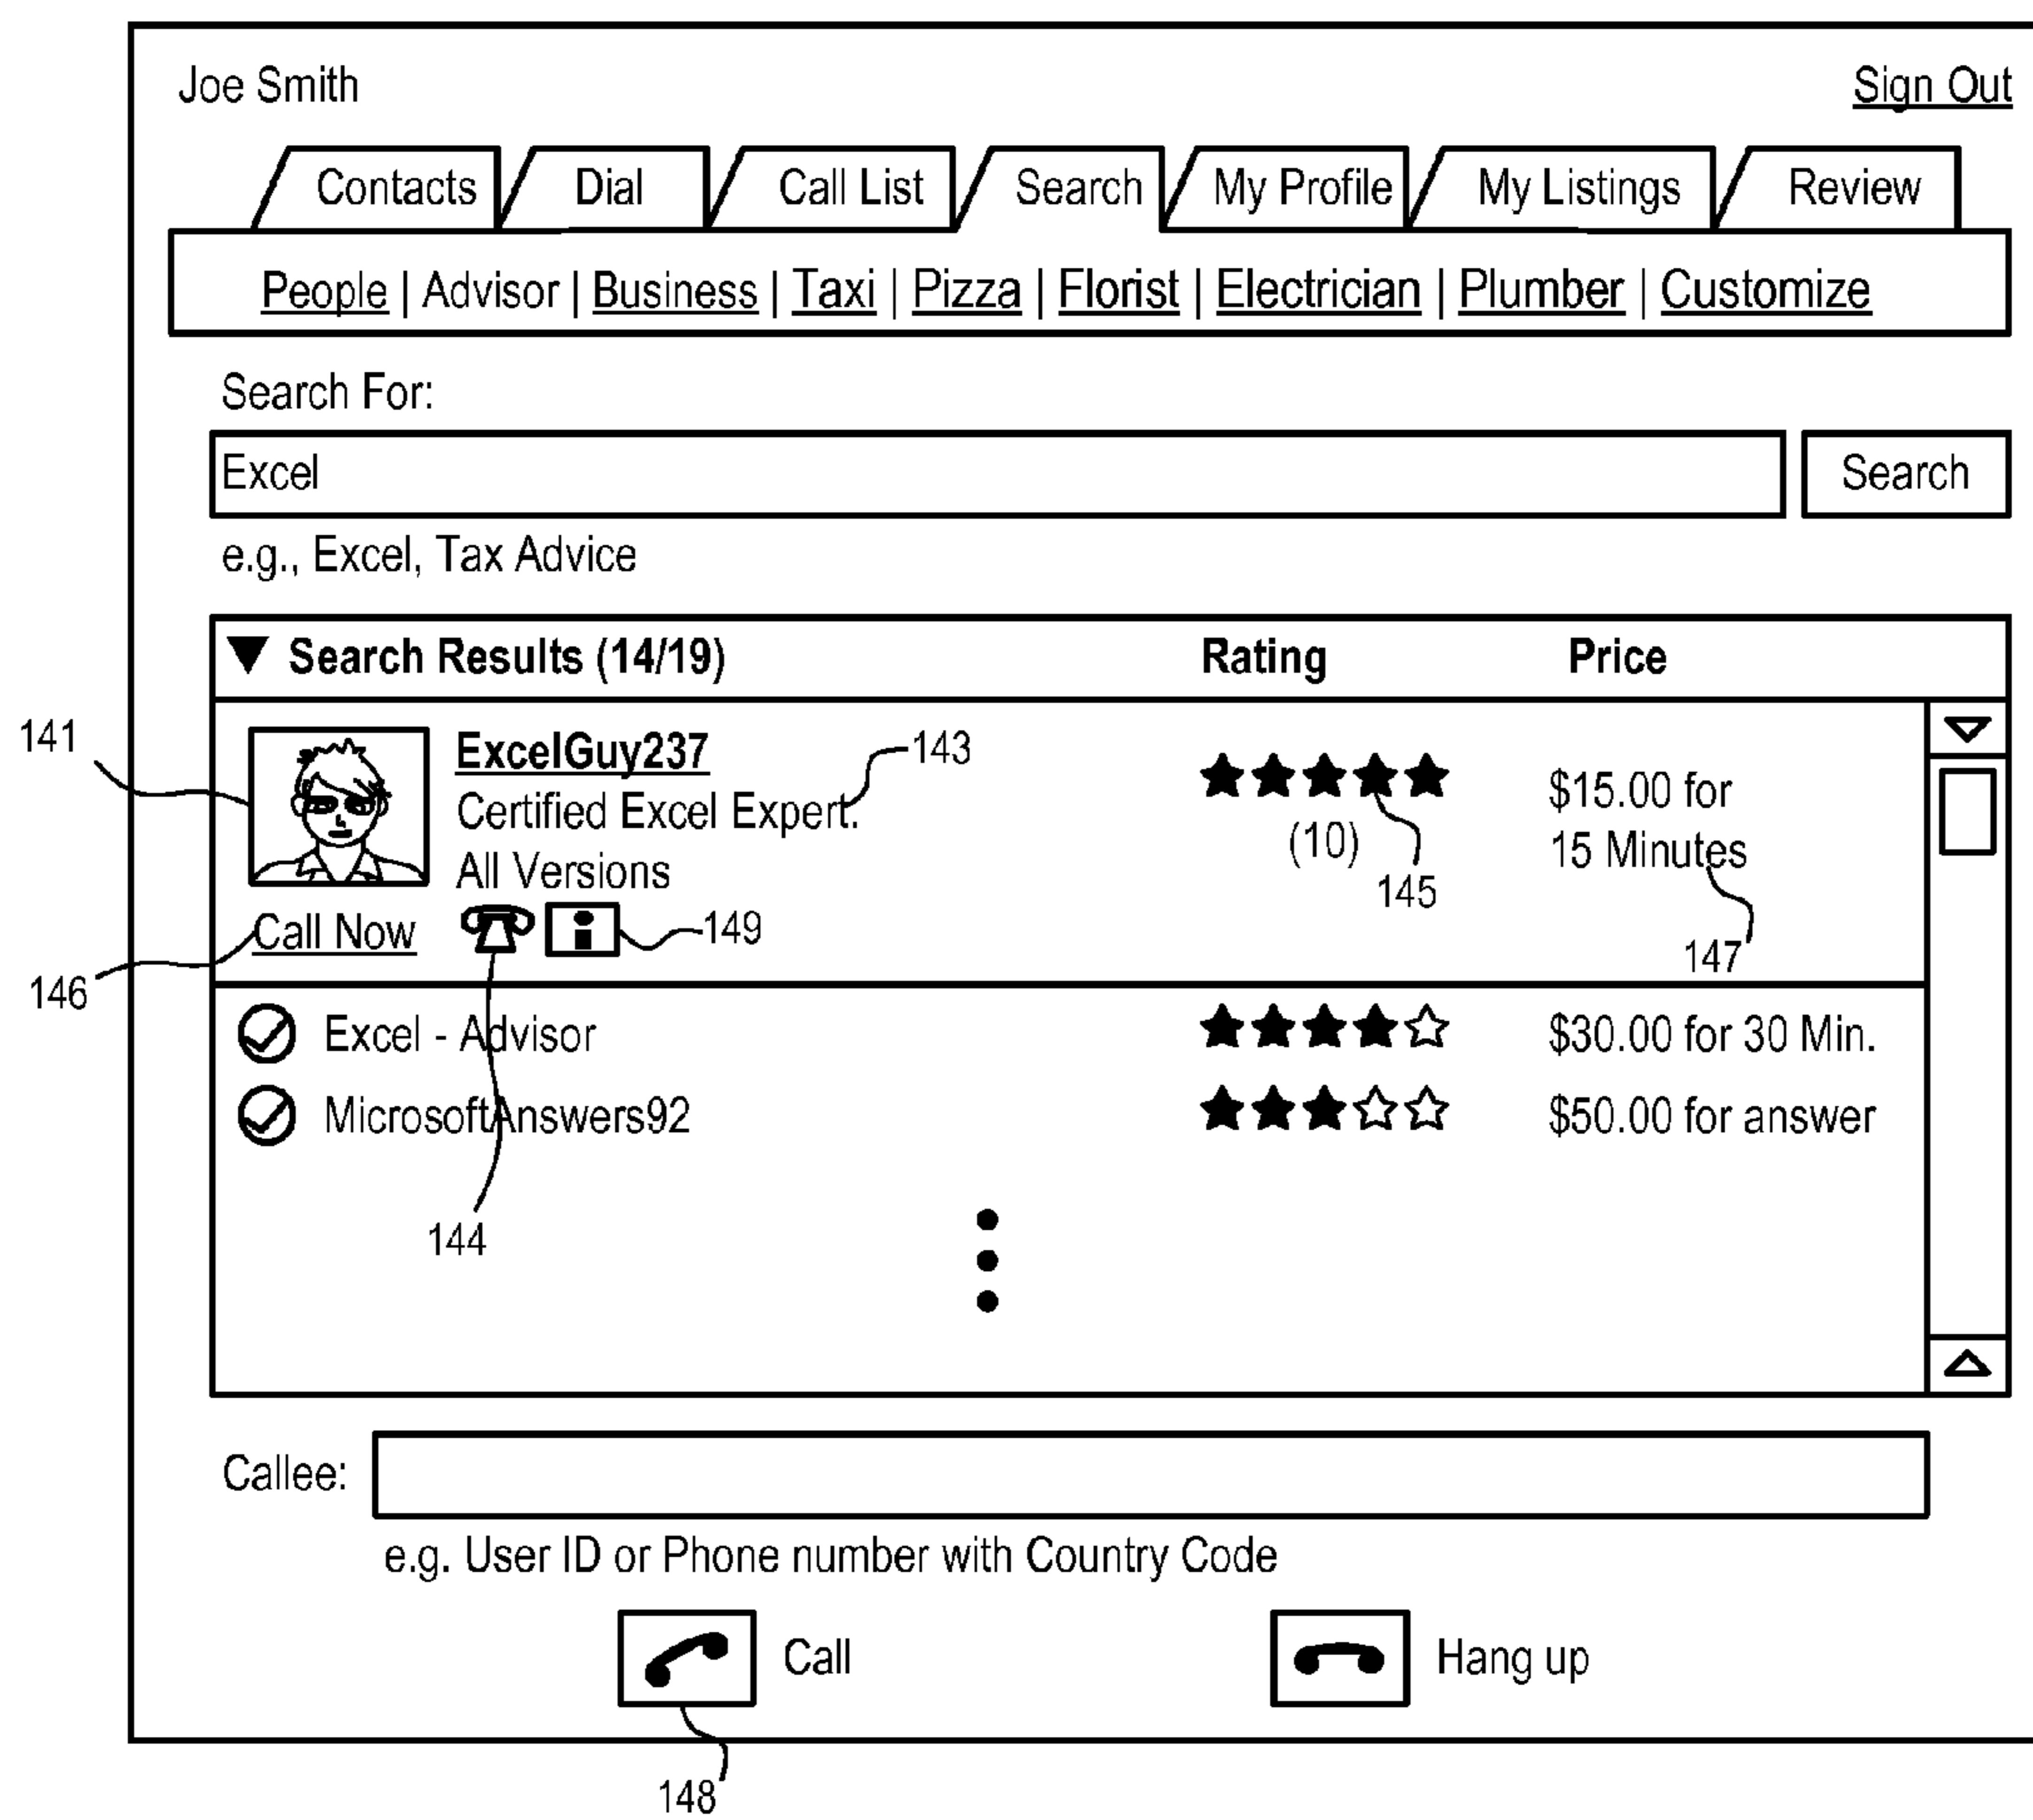 Joe Smith
Sign Out
Contacts Dial Call List Search My Profile My Listings Review
People | Advisor | Business | Taxi | Pizza | Florist | Electrician | Plumber | Customize
Search For:
Excel
Search
e.g., Excel, Tax Advice
Search Results (14/19) Rating Price
141
ExcelGuy237
143
Certified Excel Expert.
All Versions
(10)
145
$15.00 for
15 Minutes
147
Call Now
149
146
Excel - Advisor $30.00 for 30 Min.
MicrosoftAnswers92 $50.00 for answer
144
Callee:
e.g. User ID or Phone number with Country Code
Call
Hang up
148